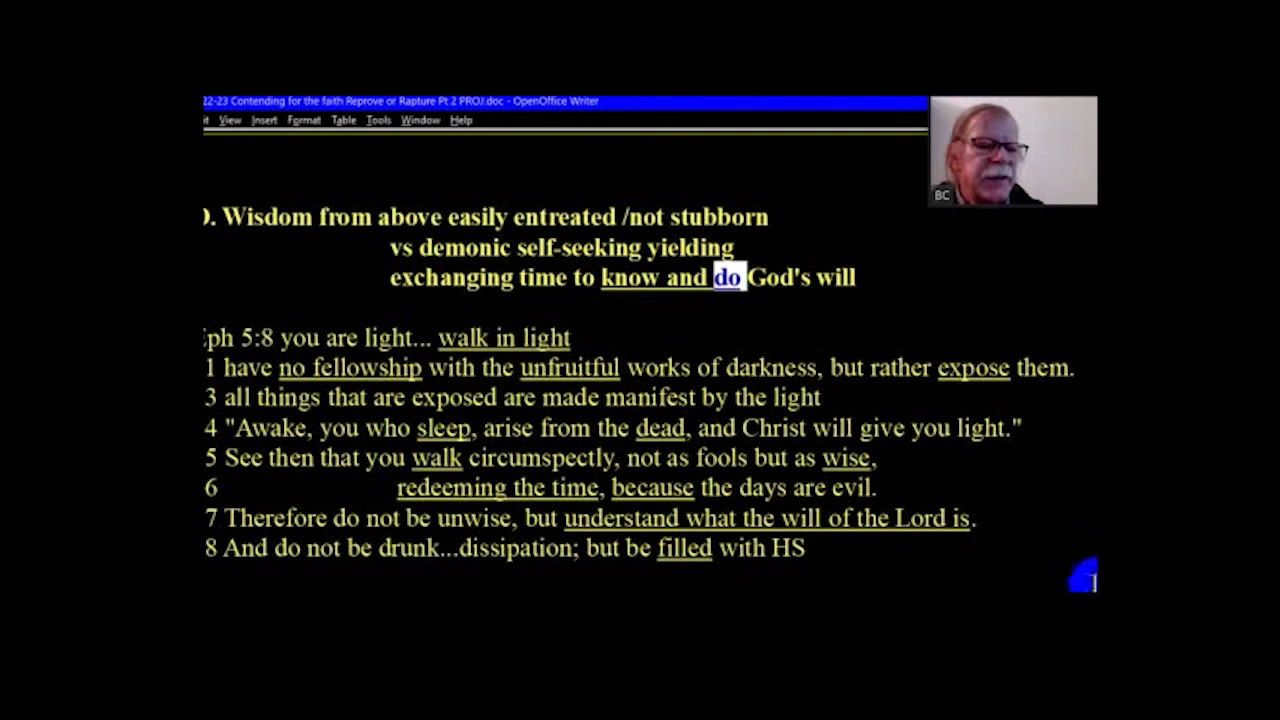 22-23 Contending for the faith Reprove or Rapture Pt 2 PROJ.doc - OpenOffice Writer
it View Insert Format Table Tools Window Help
BC
). Wisdom from above easily entreated /not stubborn
vs demonic self-seeking yielding
exchanging time to know and do God's will
ph 5:8 you are light... walk in light
1 have no fellowship with the unfruitful works of darkness, but rather expose them.
3 all things that are exposed are made manifest by the light
4 "Awake, you who sleep, arise from the dead, and Christ will give you light."
5 See then that you walk circumspectly, not as fools but as wise,
6 redeeming the time, because the days are evil.
7 Therefore do not be unwise, but understand what the will of the Lord is.
8 And do not be drunk...dissipation; but be filled with HS